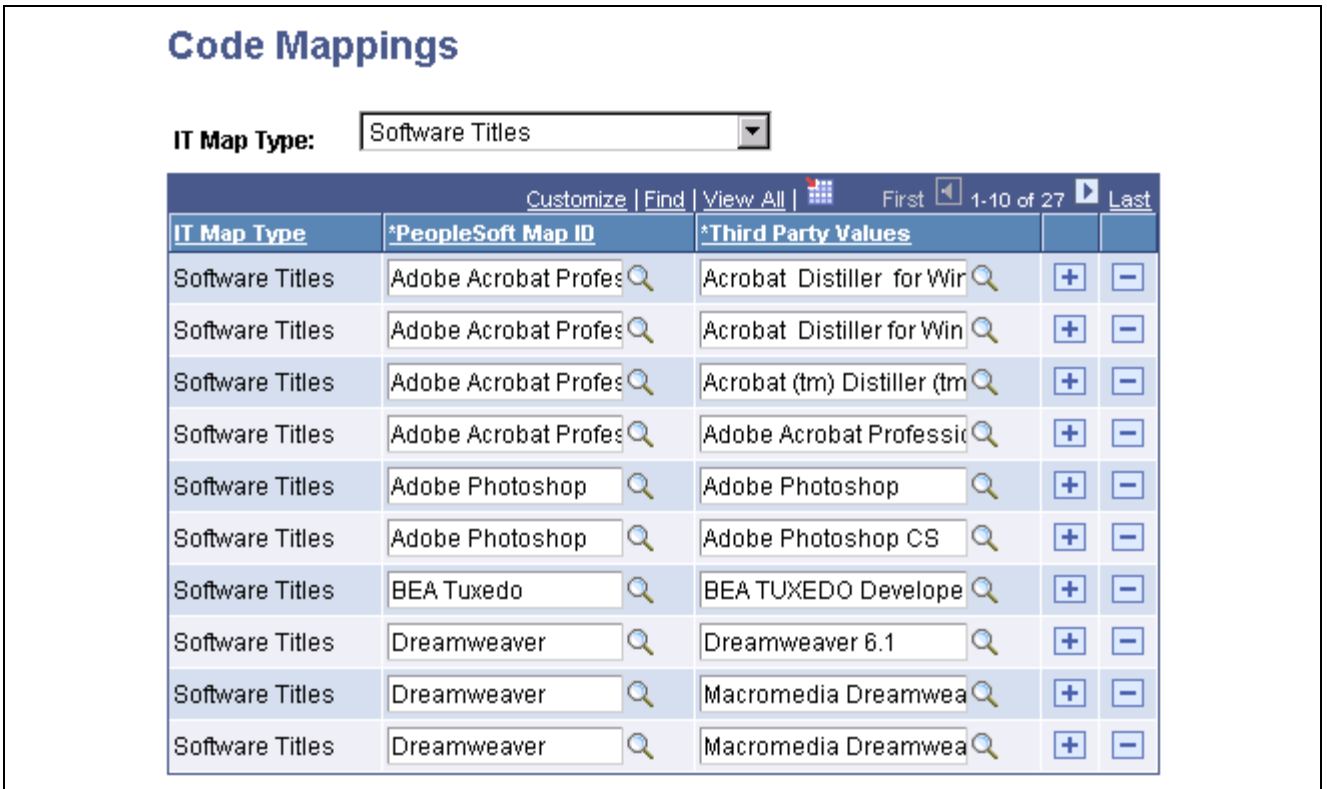 Code Mappings
IT Map Type: Software Titles
Customize | Find | View All | First 1-10 of 27 Last
IT Map Type *PeopleSoft Map ID *Third Party Values
Software Titles Adobe Acrobat Profes Acrobat Distiller for Win
Software Titles Adobe Acrobat Profes Acrobat Distiller for Win
Software Titles Adobe Acrobat Profes Acrobat (tm) Distiller (tm
Software Titles Adobe Acrobat Profes Adobe Acrobat Professio
Software Titles Adobe Photoshop Adobe Photoshop
Software Titles Adobe Photoshop Adobe Photoshop CS
Software Titles BEA Tuxedo BEA TUXEDO Develope
Software Titles Dreamweaver Dreamweaver 6.1
Software Titles Dreamweaver Macromedia Dreamwea
Software Titles Dreamweaver Macromedia Dreamwea